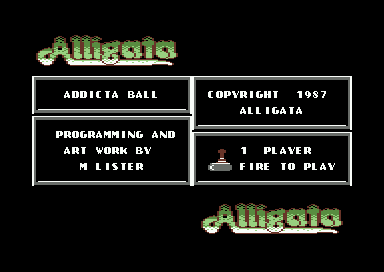 Alligata
ADDICTA BALL
COPYRIGHT 1987
ALLIGATA
PROGRAMMING AND
ART WORK BY
M LISTER
1 PLAYER
FIRE TO PLAY
Alligata